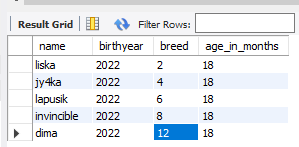 Result Grid Filter Rows:
name birthyear breed age_in_months
liska 2022 2 18
jy4ka 2022 4 18
lapusik 2022 6 18
invincible 2022 8 18
dima 2022 12 18